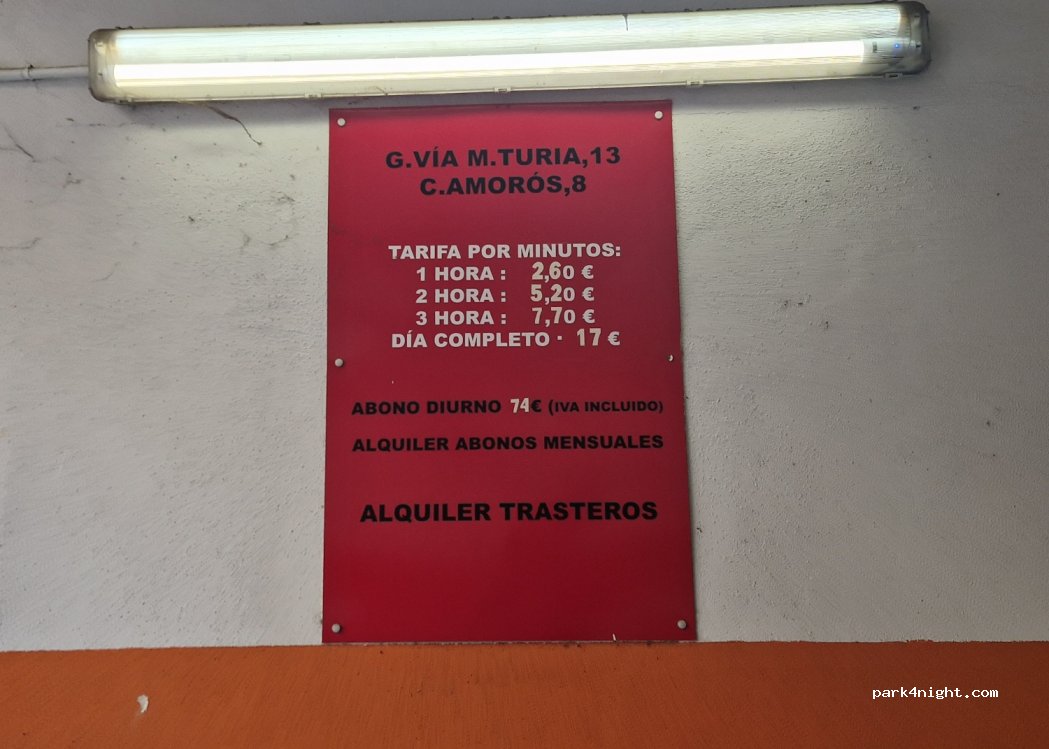 G.VÍA M.TURIA,13
C.AMORÓS,8
TARIFA POR MINUTOS:
1 HORA : 2,60 €
2 HORA : 5,20 €
3 HORA : 7,70 €
DÍA COMPLETO · 17 €
ABONO DIURNO 74€ (IVA INCLUIDO)
ALQUILER ABONOS MENSUALES
ALQUILER TRASTEROS
park4night.com